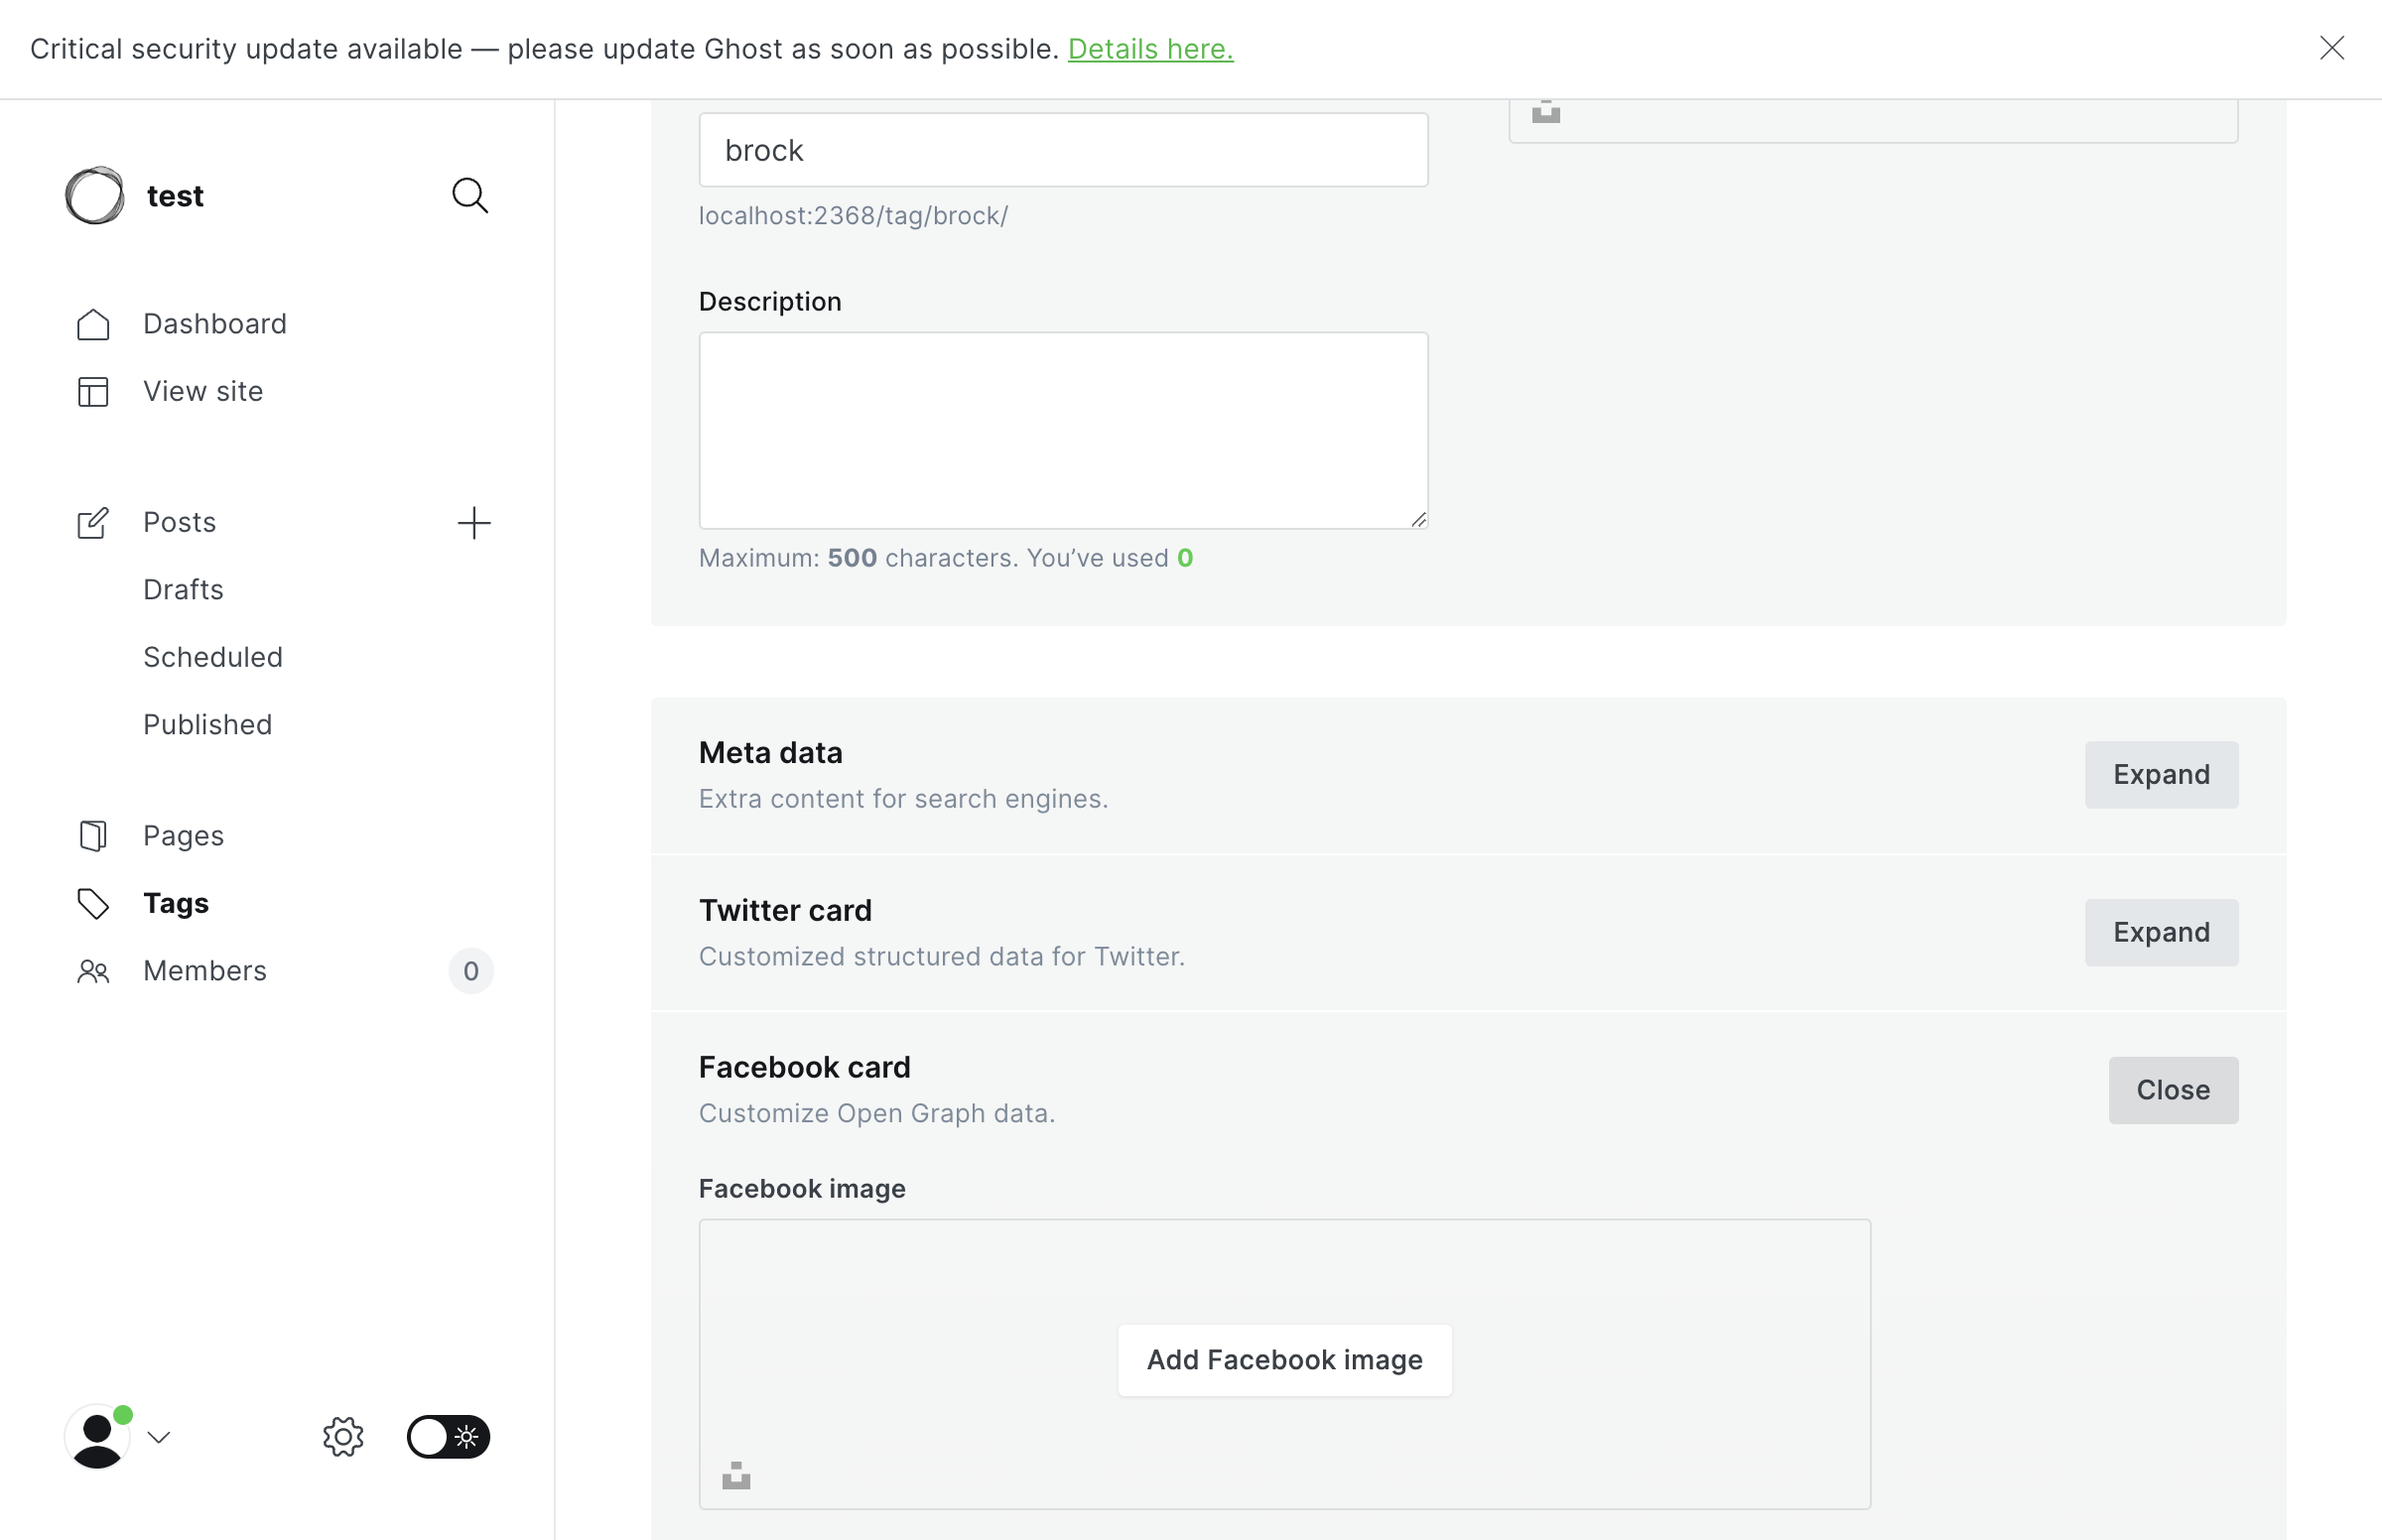 Critical security update available — please update Ghost as soon as possible. Details here.
test
Dashboard
View site
Posts
Drafts
Scheduled
Published
Pages
Tags
Members 0
brock
localhost:2368/tag/brock/
Description
Maximum: 500 characters. You’ve used 0
Meta data
Extra content for search engines.
Expand
Twitter card
Customized structured data for Twitter.
Expand
Facebook card
Customize Open Graph data.
Close
Facebook image
Add Facebook image